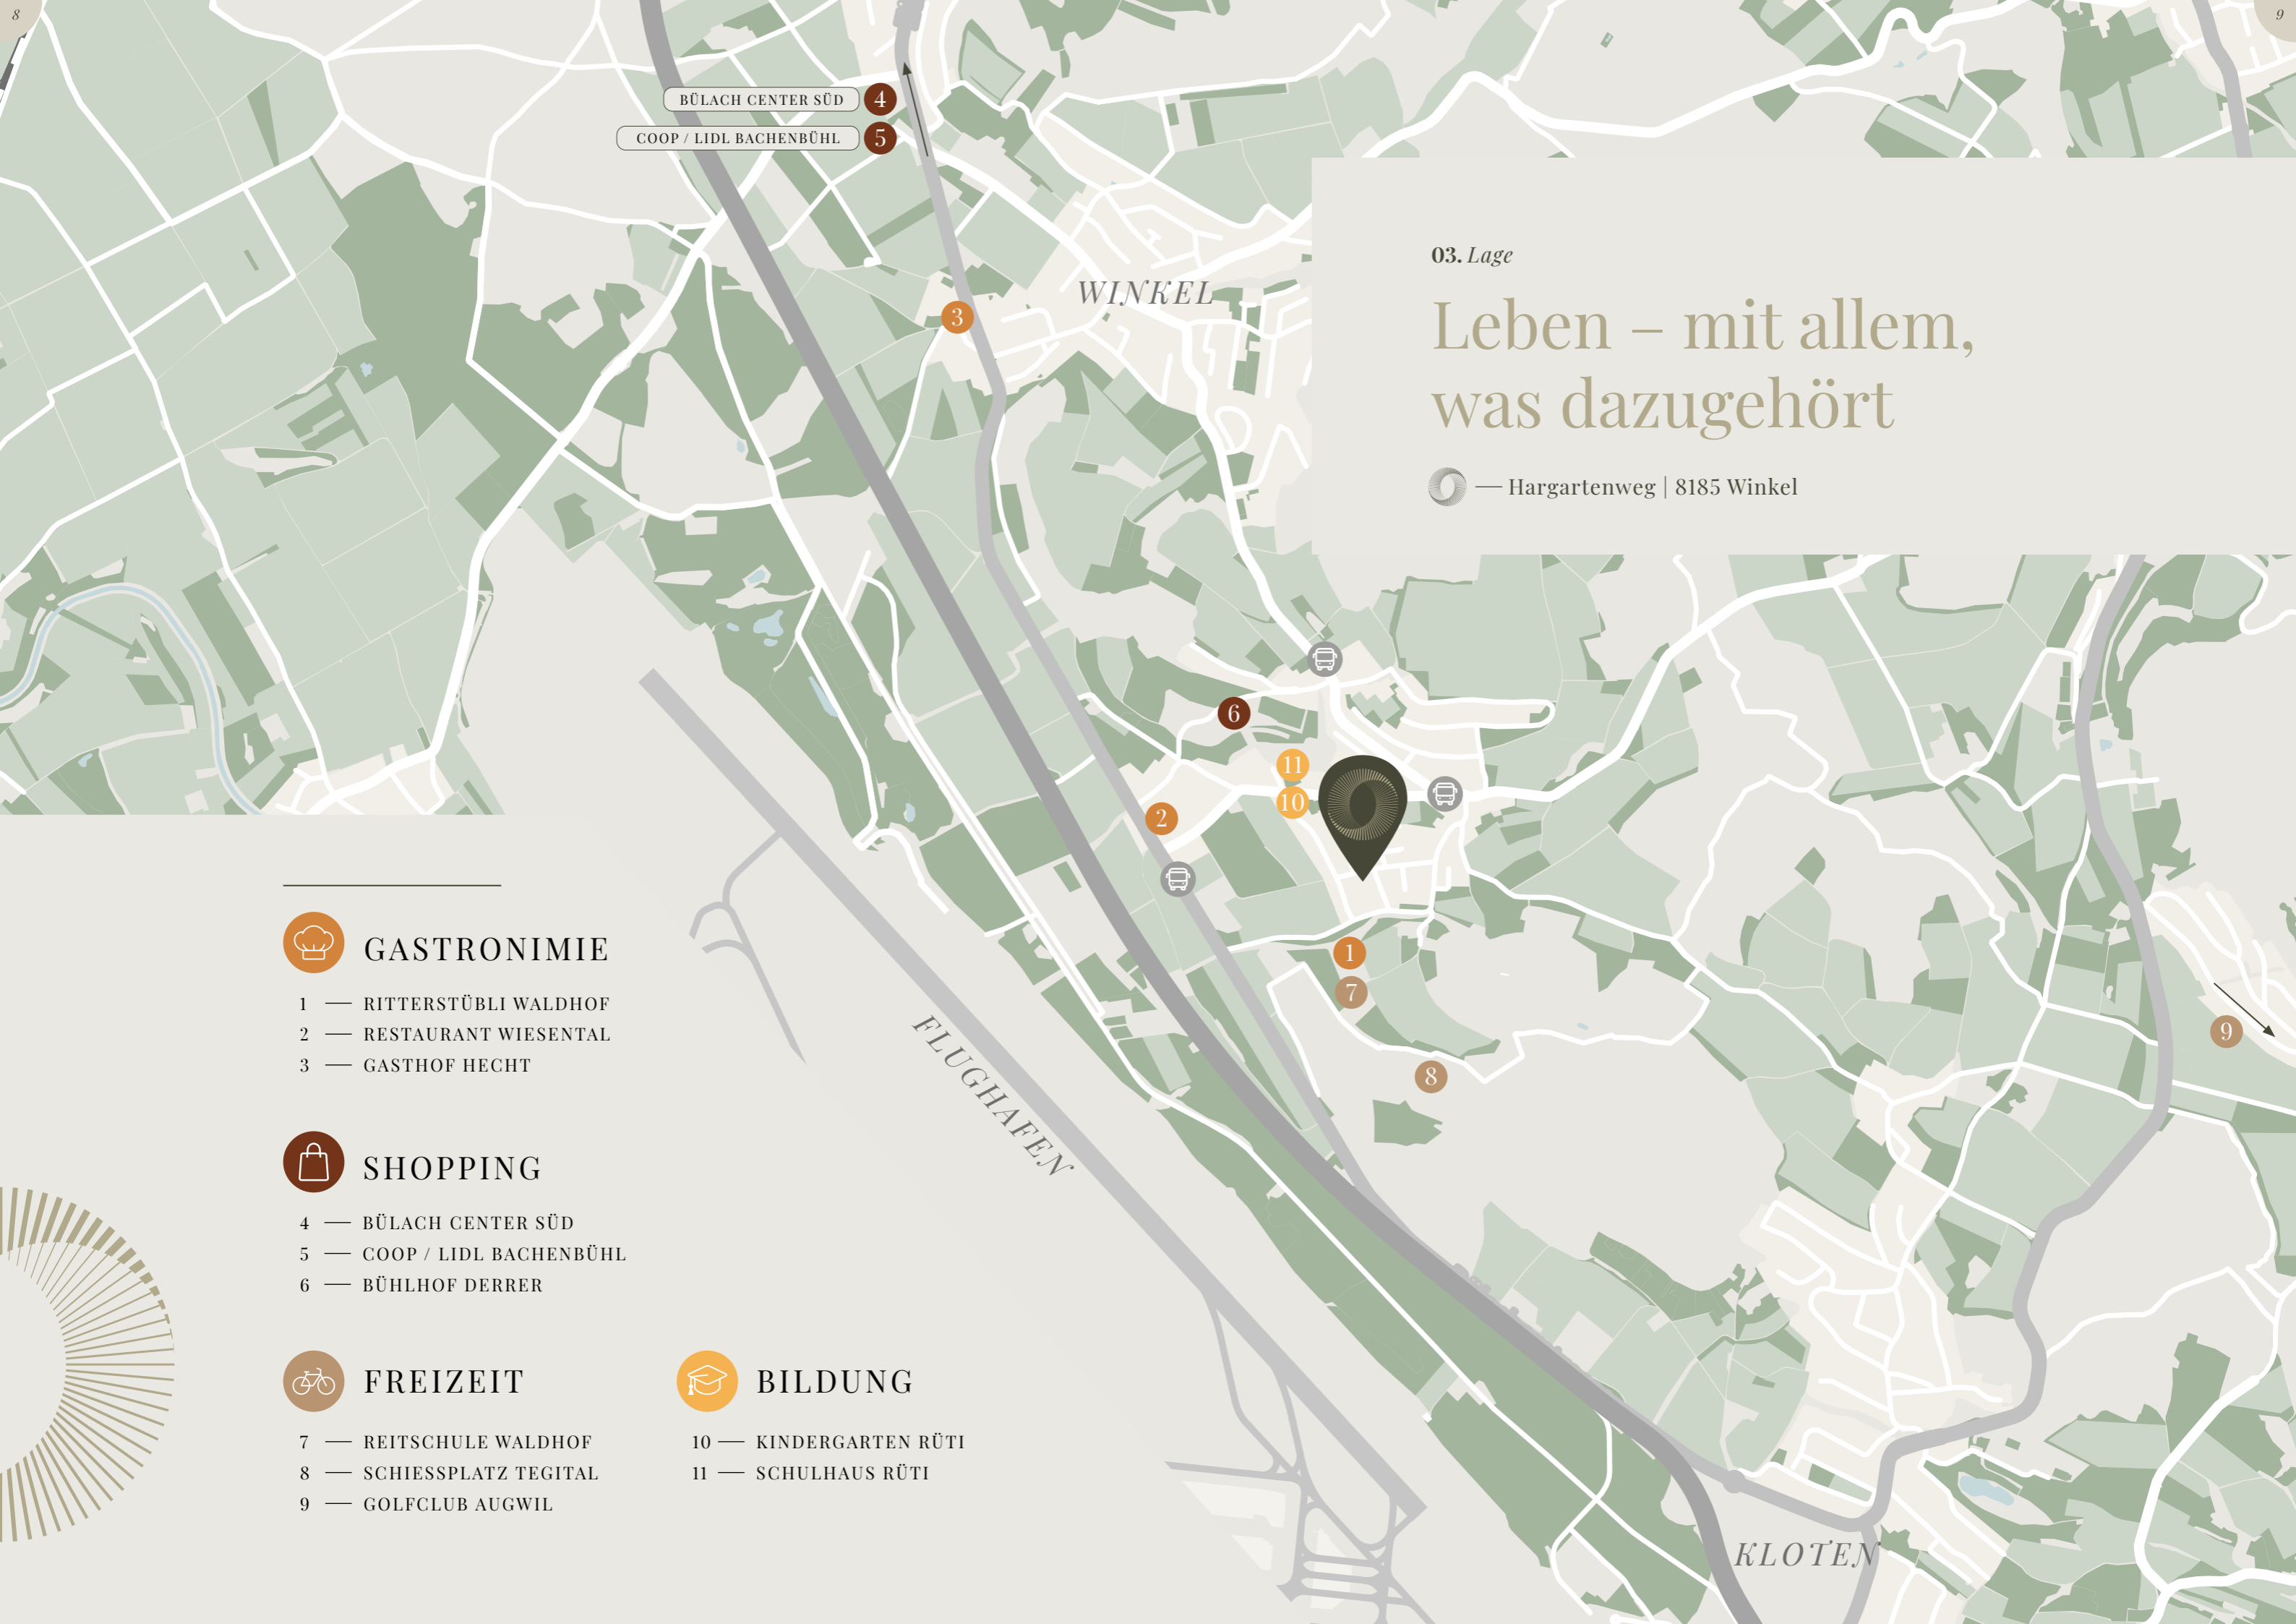 8
9
BÜLACH CENTER SÜD 4
COOP / LIDL BACHENBÜHL 5
03. Lage
Leben – mit allem,
was dazugehört
— Hargartenweg | 8185 Winkel
WINKEL
3
6
11
10
2
1
7
8
9
FLUGHAFEN
KLOTEN
GASTRONIMIE
1 — RITTERSTÜBLI WALDHOF
2 — RESTAURANT WIESENTAL
3 — GASTHOF HECHT
SHOPPING
4 — BÜLACH CENTER SÜD
5 — COOP / LIDL BACHENBÜHL
6 — BÜHLHOF DERRER
FREIZEIT
7 — REITSCHULE WALDHOF
8 — SCHIESSPLATZ TEGITAL
9 — GOLFCLUB AUGWIL
BILDUNG
10 — KINDERGARTEN RÜTI
11 — SCHULHAUS RÜTI